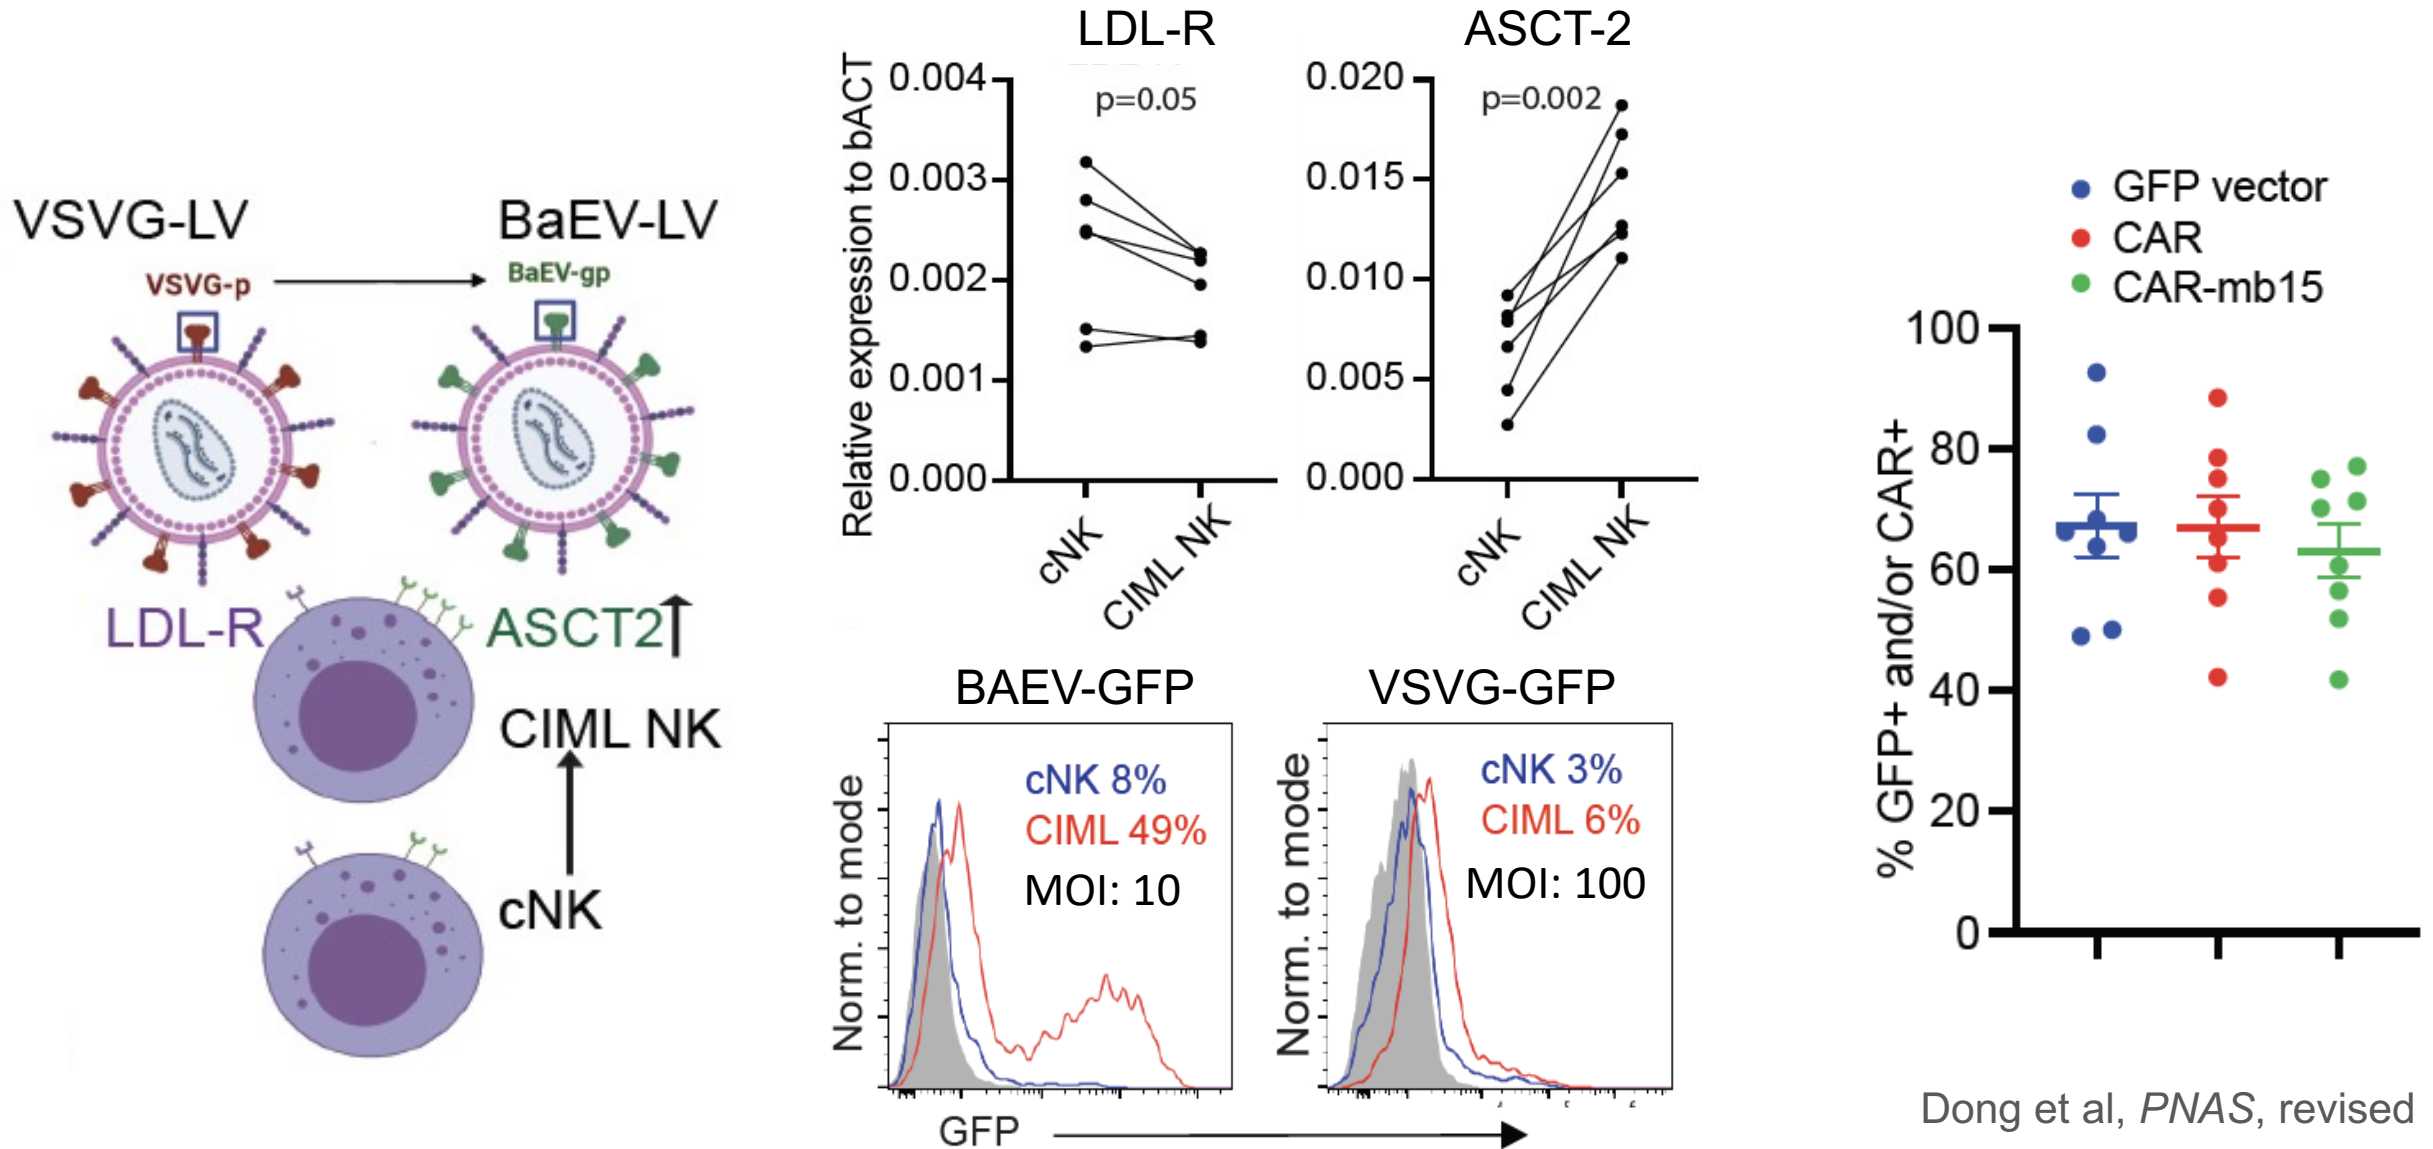 VSVG-LV
BaEV-LV
VSVG-p
BaEV-gp
LDL-R
ASCT2
CIML NK
cNK
LDL-R
p=0.05
Relative expression to bACT
0.004
0.003
0.002
0.001
0.000
cNK
CIML NK
ASCT-2
p=0.002
0.020
0.015
0.010
0.005
0.000
cNK
CIML NK
BAEV-GFP
cNK 8%
CIML 49%
MOI: 10
Norm. to mode
VSVG-GFP
cNK 3%
CIML 6%
MOI: 100
Norm. to mode
GFP
GFP vector
CAR
CAR-mb15
% GFP+ and/or CAR+
100
80
60
40
20
0
Dong et al, PNAS, revised